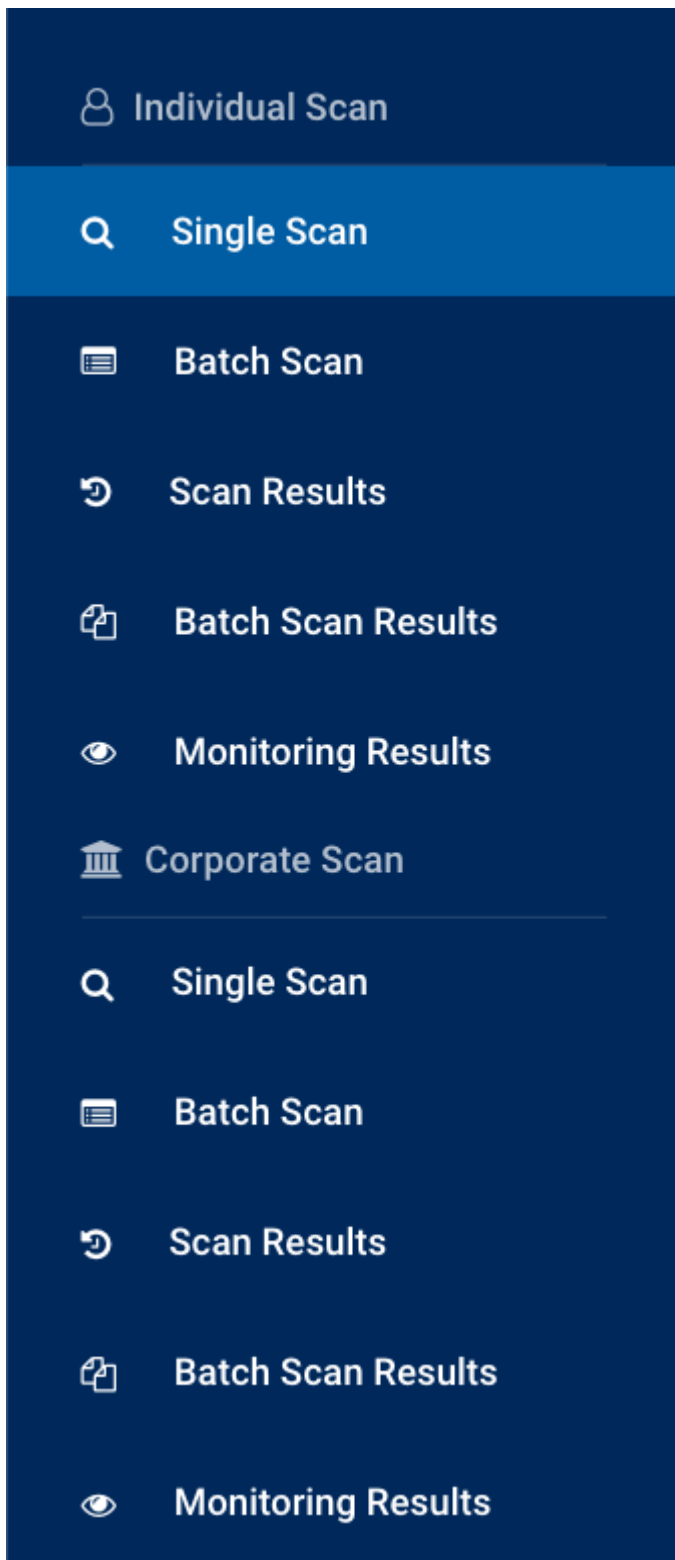 Individual Scan
Single Scan
Batch Scan
Scan Results
Batch Scan Results
Monitoring Results
Corporate Scan
Single Scan
Batch Scan
Scan Results
Batch Scan Results
Monitoring Results